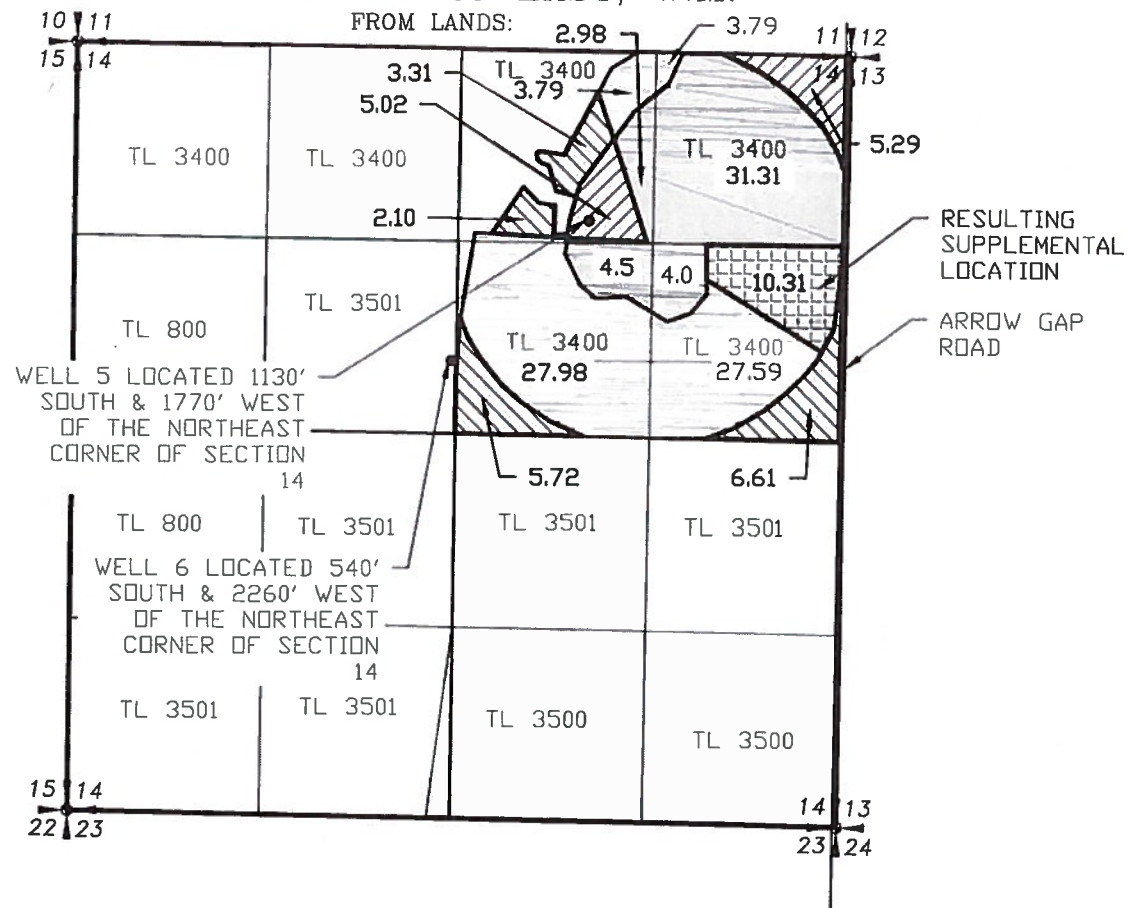 FROM LANDS:
10 11
15 14
2.98
3.79
11 12
14 13
3.31
TL 3400
3.79
5.02
5.29
TL 3400
TL 3400
TL 3400
31.31
2.10
RESULTING
SUPPLEMENTAL
LOCATION
4.5
4.0
10.31
TL 3501
TL 800
ARROW GAP
ROAD
TL 3400
27.98
TL 3400
27.59
WELL 5 LOCATED 1130'
SOUTH & 1770' WEST
OF THE NORTHEAST
CORNER OF SECTION
14
5.72
6.61
TL 800
TL 3501
TL 3501
TL 3501
WELL 6 LOCATED 540'
SOUTH & 2260' WEST
OF THE NORTHEAST
CORNER OF SECTION
14
TL 3501
TL 3501
TL 3500
TL 3500
15 14
22 23
14 13
23 24